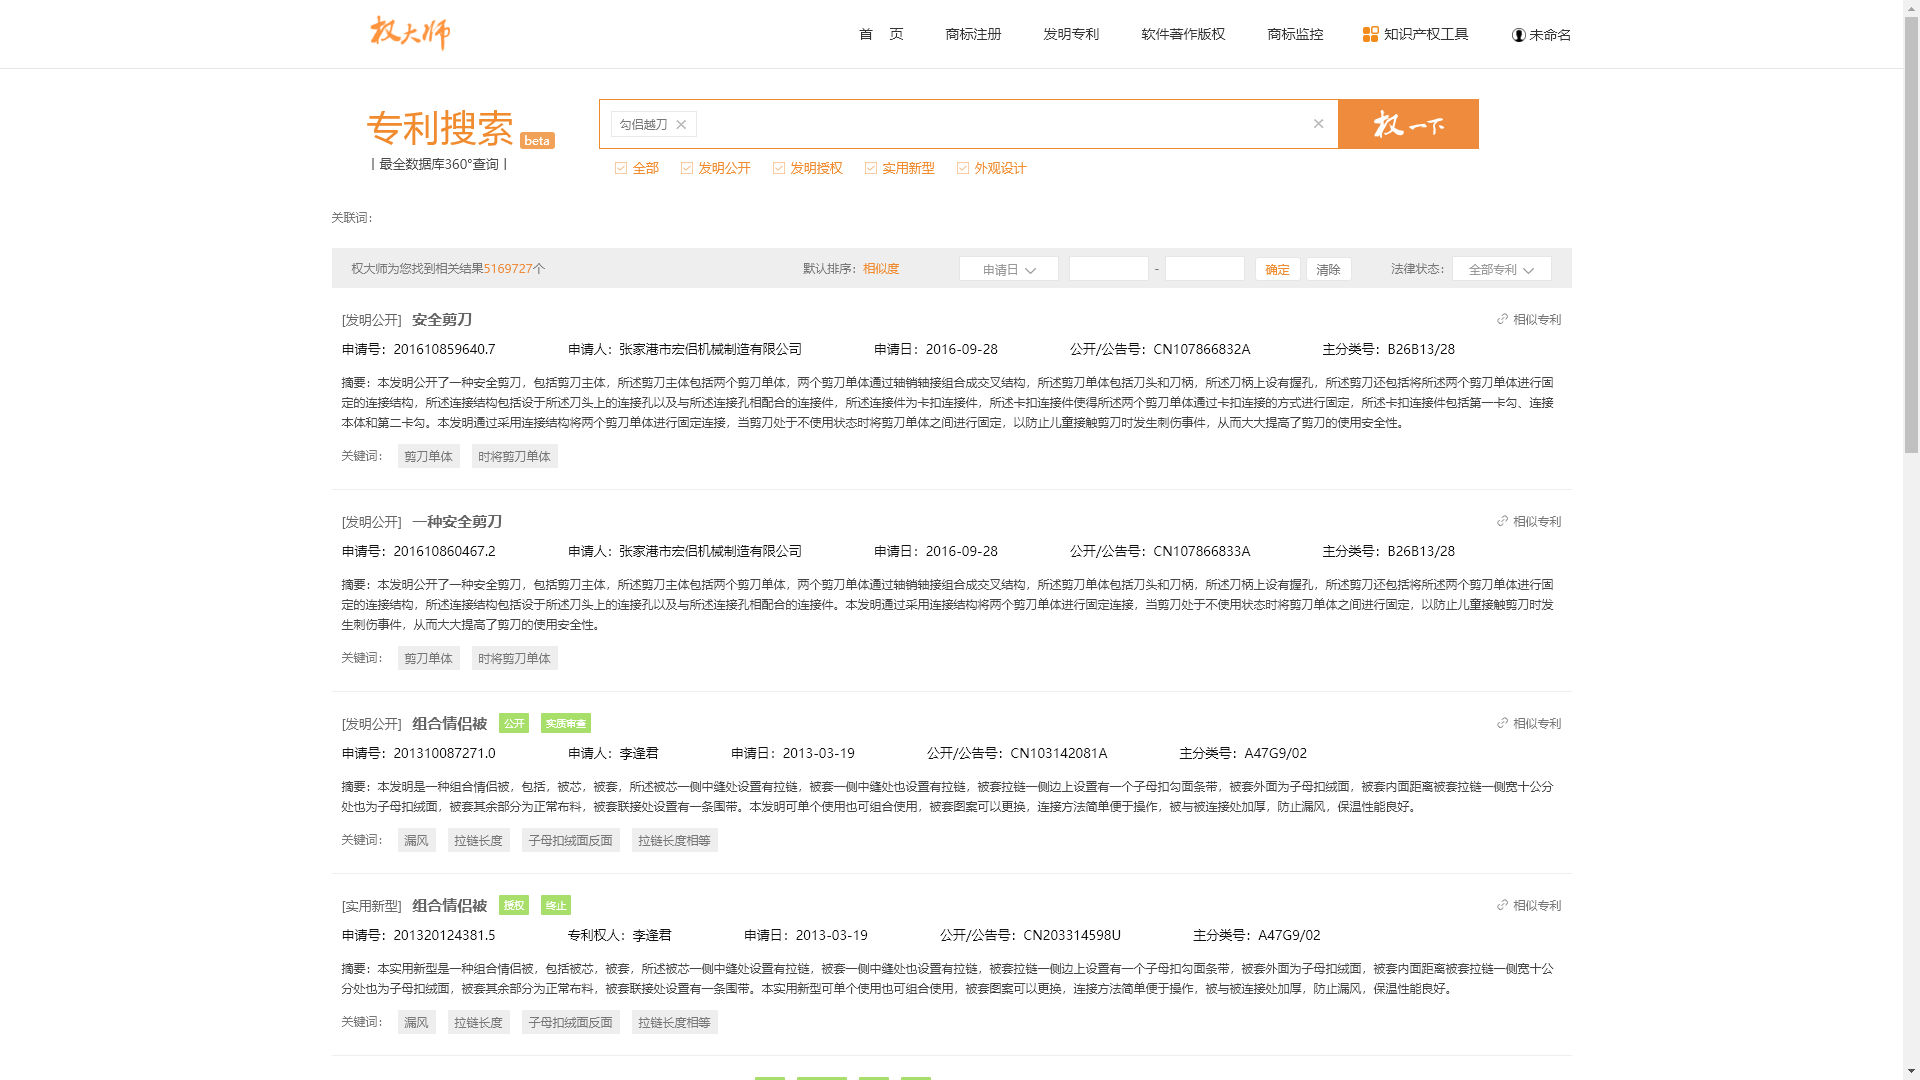 权大师
首 页
商标注册
发明专利
软件著作版权
商标监控
知识产权工具
未命名
专利搜索 beta
| 最全数据库360°查询 |
勾侣越刀 ×
×
权一下
全部
发明公开
发明授权
实用新型
外观设计
关联词：
权大师为您找到相关结果5169727个
默认排序：相似度
申请日
-
确定
清除
法律状态：
全部专利
[发明公开] 安全剪刀
相似专利
申请号：201610859640.7 申请人：张家港市宏侣机械制造有限公司 申请日：2016-09-28 公开/公告号：CN107866832A 主分类号：B26B13/28
摘要：本发明公开了一种安全剪刀，包括剪刀主体，所述剪刀主体包括两个剪刀单体，两个剪刀单体通过轴销轴接组合成交叉结构，所述剪刀单体包括刀头和刀柄，所述刀柄上设有握孔，所述剪刀还包括将所述两个剪刀单体进行固
定的连接结构，所述连接结构包括设于所述刀头上的连接孔以及与所述连接孔相配合的连接件，所述连接件为卡扣连接件，所述卡扣连接件使得所述两个剪刀单体通过卡扣连接的方式进行固定，所述卡扣连接件包括第一卡勾、连接
本体和第二卡勾。本发明通过采用连接结构将两个剪刀单体进行固定连接，当剪刀处于不使用状态时将剪刀单体之间进行固定，以防止儿童接触剪刀时发生刺伤事件，从而大大提高了剪刀的使用安全性。
关键词： 剪刀单体 时将剪刀单体
[发明公开] 一种安全剪刀
相似专利
申请号：201610860467.2 申请人：张家港市宏侣机械制造有限公司 申请日：2016-09-28 公开/公告号：CN107866833A 主分类号：B26B13/28
摘要：本发明公开了一种安全剪刀，包括剪刀主体，所述剪刀主体包括两个剪刀单体，两个剪刀单体通过轴销轴接组合成交叉结构，所述剪刀单体包括刀头和刀柄，所述刀柄上设有握孔，所述剪刀还包括将所述两个剪刀单体进行固
定的连接结构，所述连接结构包括设于所述刀头上的连接孔以及与所述连接孔相配合的连接件。本发明通过采用连接结构将两个剪刀单体进行固定连接，当剪刀处于不使用状态时将剪刀单体之间进行固定，以防止儿童接触剪刀时发
生刺伤事件，从而大大提高了剪刀的使用安全性。
关键词： 剪刀单体 时将剪刀单体
[发明公开] 组合情侣被 公开 实质审查
相似专利
申请号：201310087271.0 申请人：李逢君 申请日：2013-03-19 公开/公告号：CN103142081A 主分类号：A47G9/02
摘要：本发明是一种组合情侣被，包括，被芯，被套，所述被芯一侧中缝处设置有拉链，被套一侧中缝处也设置有拉链，被套拉链一侧边上设置有一个子母扣勾面条带，被套外面为子母扣绒面，被套内面距离被套拉链一侧宽十公分
处也为子母扣绒面，被套其余部分为正常布料，被套联接处设置有一条围带。本发明可单个使用也可组合使用，被套图案可以更换，连接方法简单便于操作，被与被连接处加厚，防止漏风，保温性能良好。
关键词： 漏风 拉链长度 子母扣绒面反面 拉链长度相等
[实用新型] 组合情侣被 授权 终止
相似专利
申请号：201320124381.5 专利权人：李逢君 申请日：2013-03-19 公开/公告号：CN203314598U 主分类号：A47G9/02
摘要：本实用新型是一种组合情侣被，包括被芯，被套，所述被芯一侧中缝处设置有拉链，被套一侧中缝处也设置有拉链，被套拉链一侧边上设置有一个子母扣勾面条带，被套外面为子母扣绒面，被套内面距离被套拉链一侧宽十公
分处也为子母扣绒面，被套其余部分为正常布料，被套联接处设置有一条围带。本实用新型可单个使用也可组合使用，被套图案可以更换，连接方法简单便于操作，被与被连接处加厚，防止漏风，保温性能良好。
关键词： 漏风 拉链长度 子母扣绒面反面 拉链长度相等